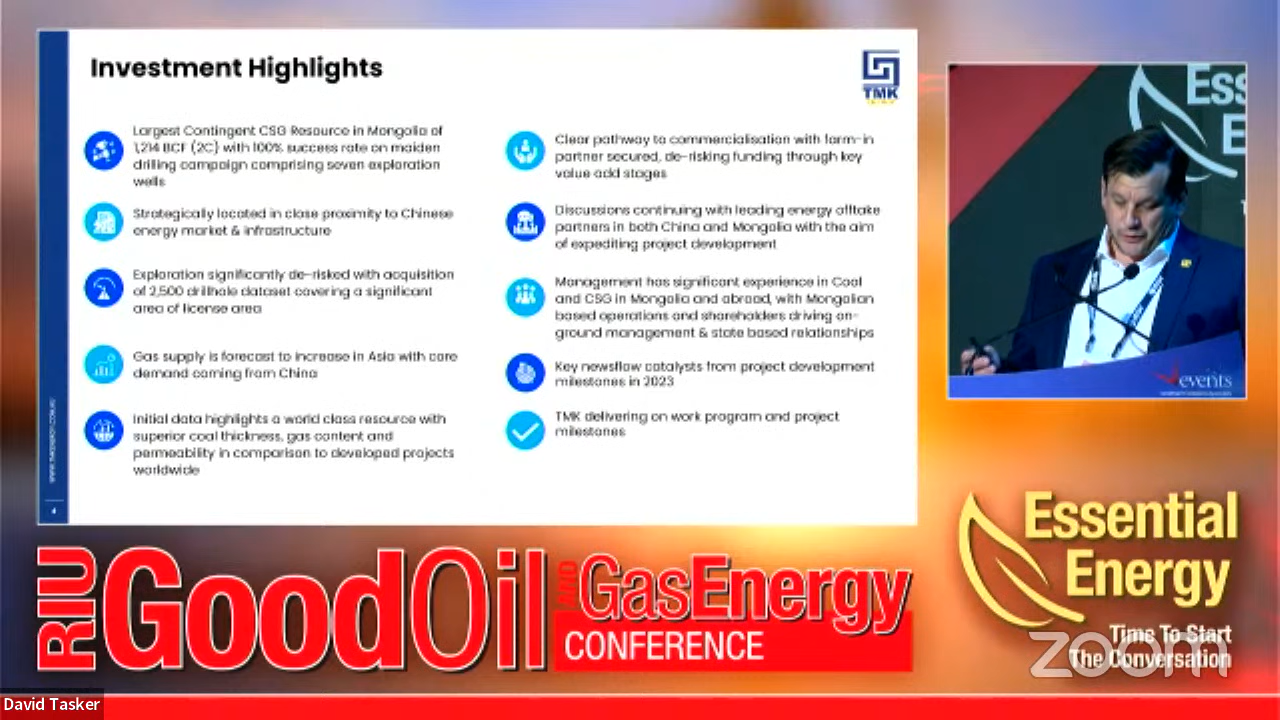 Investment Highlights
TMK
Largest Contingent CSG Resource in Mongolia of
1,214 BCF (2C) with 100% success rate on maiden
drilling campaign comprising seven exploration
wells
Strategically located in close proximity to Chinese
energy market & infrastructure
Exploration significantly de-risked with acquisition
of 2,500 drillhole dataset covering a significant
area of license area
Gas supply is forecast to increase in Asia with core
demand coming from China
Initial data highlights a world class resource with
superior coal thickness, gas content and
permeability in comparison to developed projects
worldwide
Clear pathway to commercialisation with farm-in
partner secured, de-risking funding through key
value add stages
Discussions continuing with leading energy offtake
partners in both China and Mongolia with the aim
of expediting project development
Management has significant experience in Coal
and CSG in Mongolia and abroad, with Mongolian
based operations and shareholders driving on-
ground management & state based relationships
Key newsflow catalysts from project development
milestones in 2023
TMK delivering on work program and project
milestones
4
Ess
E
events
RIU GoodOil AND GasEnergy
CONFERENCE
Essential
Energy
Time To Start
The Conversation
zoom
David Tasker